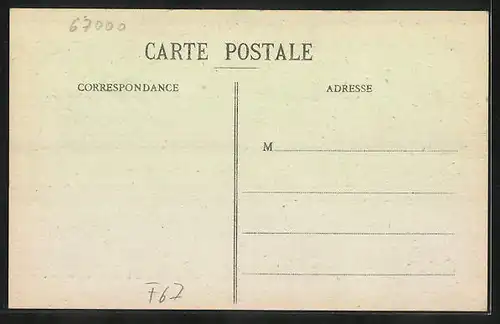 67000
CARTE POSTALE
CORRESPONDANCE
ADRESSE
M
F67